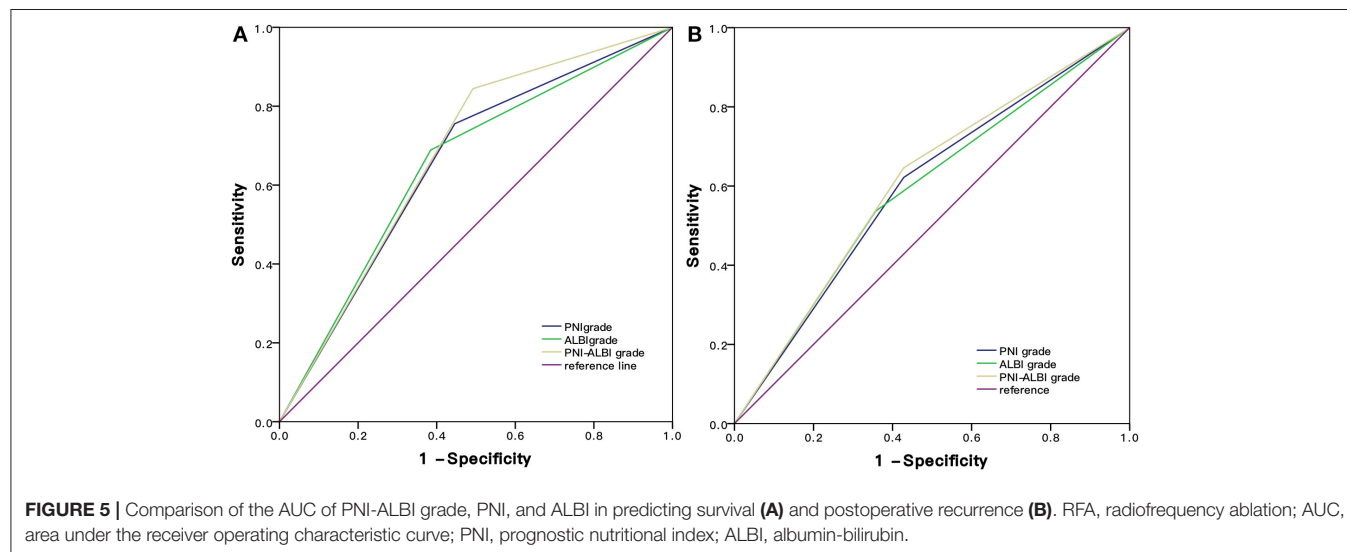 A
1.0
0.8
0.6
0.4
0.2
0.0
Sensitivity
PNIgrade
ALBIgrade
PNI-ALBI grade
reference line
0.0 0.2 0.4 0.6 0.8 1.0
1 – Specificity
B
1.0
0.8
0.6
0.4
0.2
0.0
Sensitivity
PNI grade
ALBI grade
PNI-ALBI grade
reference
0.0 0.2 0.4 0.6 0.8 1.0
1 – Specificity
FIGURE 5 | Comparison of the AUC of PNI-ALBI grade, PNI, and ALBI in predicting survival (A) and postoperative recurrence (B). RFA, radiofrequency ablation; AUC,
area under the receiver operating characteristic curve; PNI, prognostic nutritional index; ALBI, albumin-bilirubin.